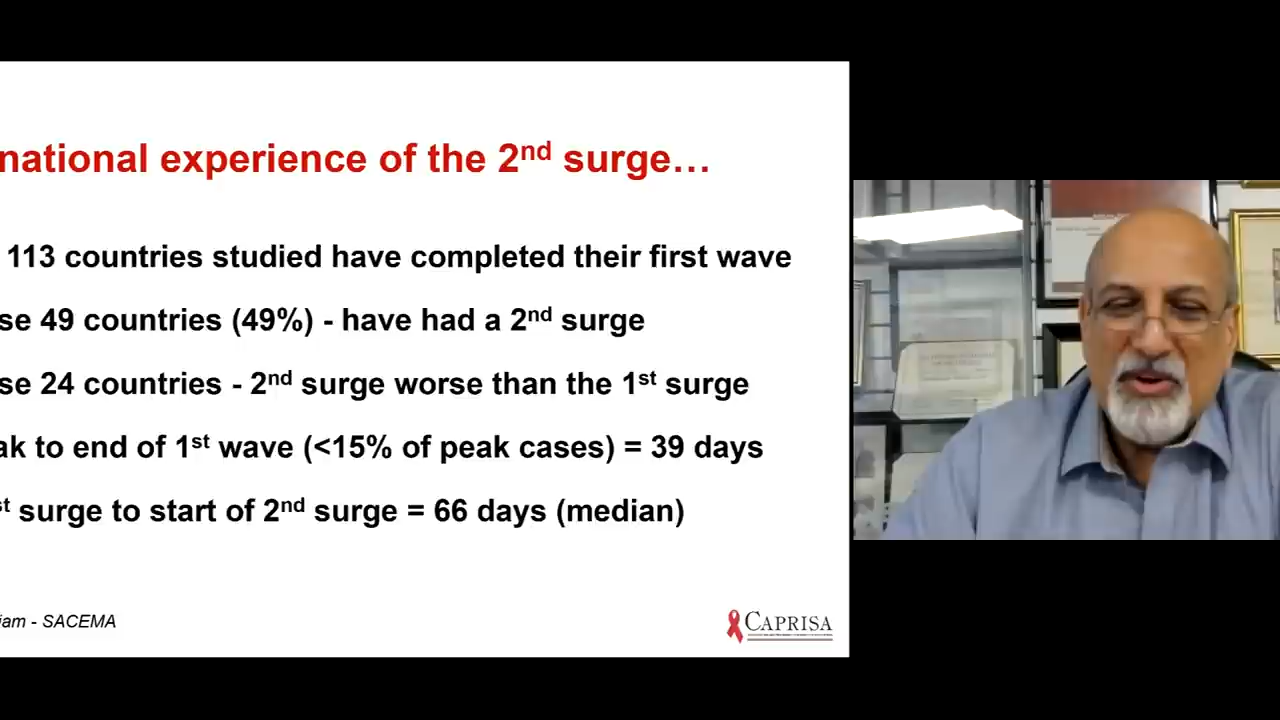 national experience of the 2nd surge…
113 countries studied have completed their first wave
se 49 countries (49%) - have had a 2nd surge
se 24 countries - 2nd surge worse than the 1st surge
ak to end of 1st wave (<15% of peak cases) = 39 days
st surge to start of 2nd surge = 66 days (median)
iam - SACEMA
CAPRISA